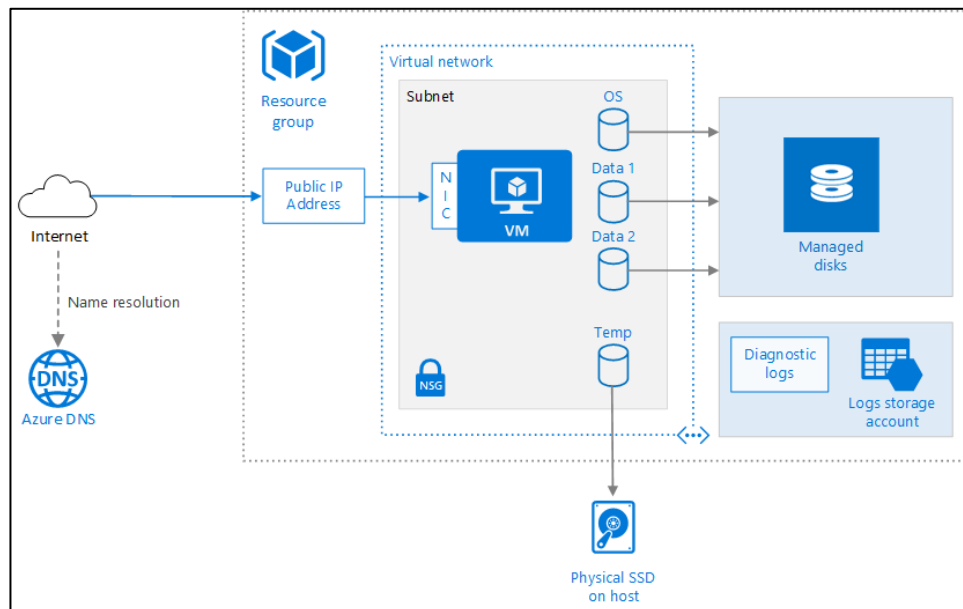 Resource
group
Virtual network
Subnet
OS
Data 1
Data 2
Public IP
Address
N
I
C
VM
Managed
disks
Internet
Name resolution
DNS
Azure DNS
NSG
Temp
Diagnostic
logs
Logs storage
account
Physical SSD
on host